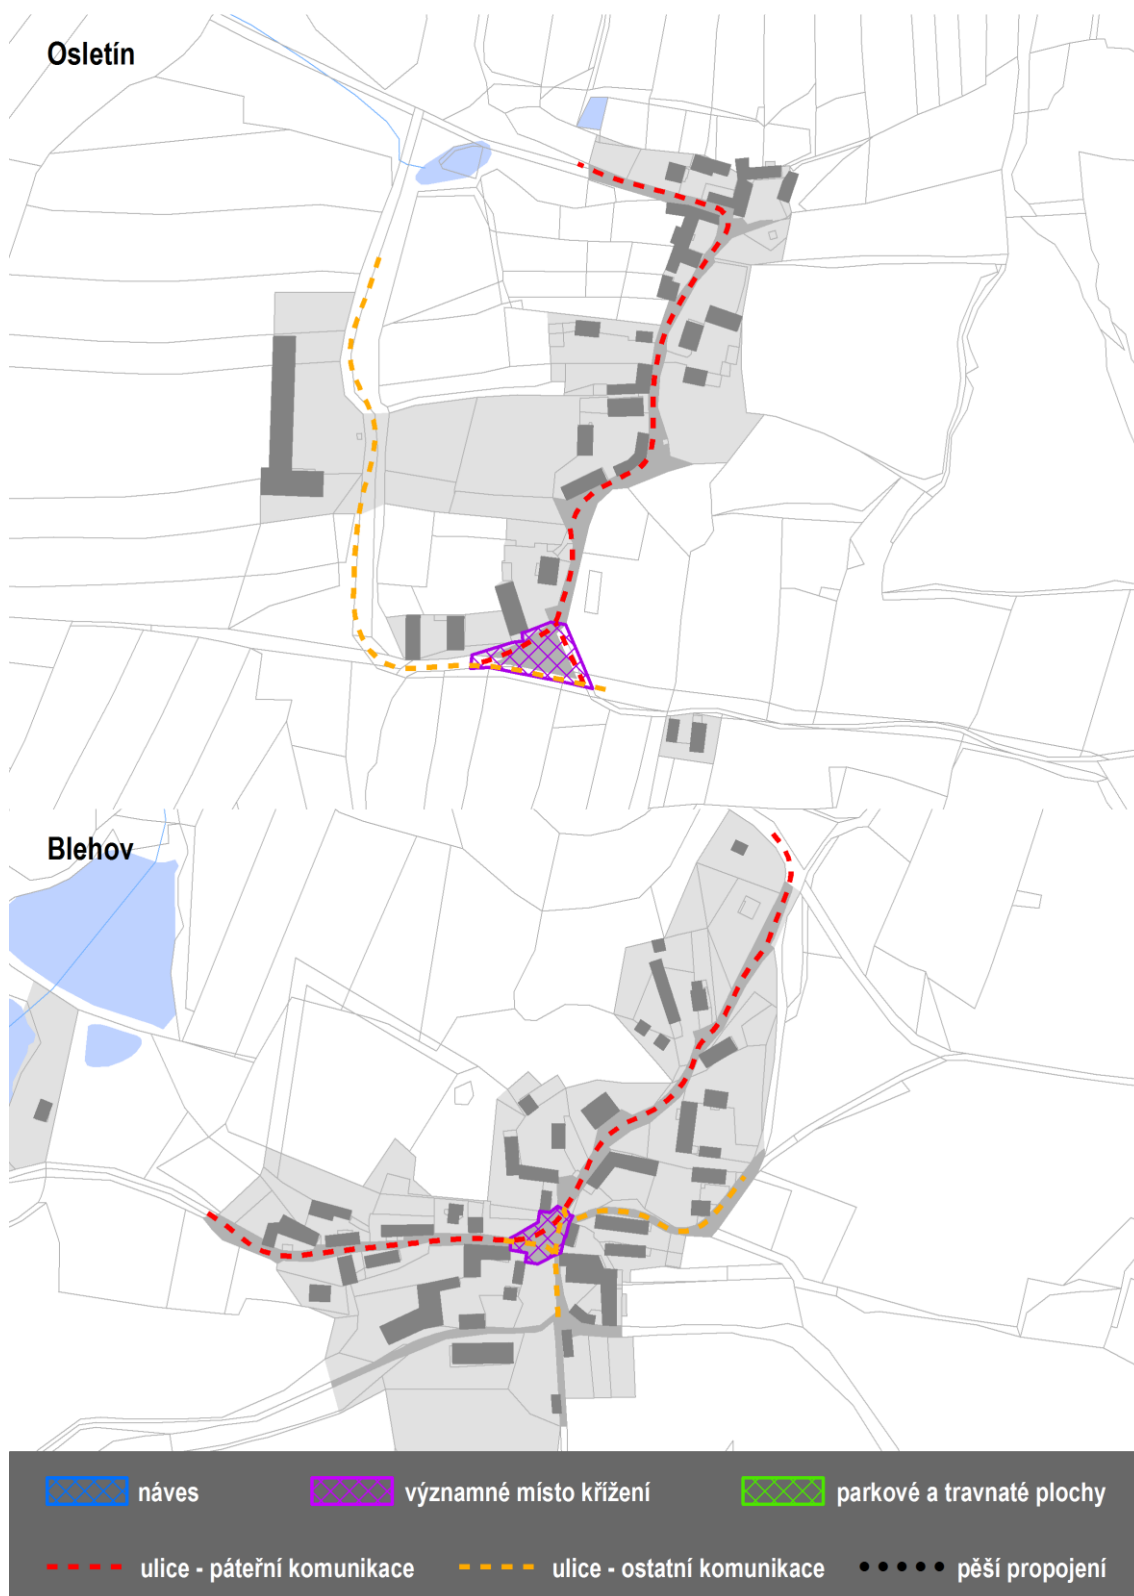 Osletín
Blehov
náves
významné místo křížení
parkové a travnaté plochy
ulice - páteřní komunikace
ulice - ostatní komunikace
pěší propojení